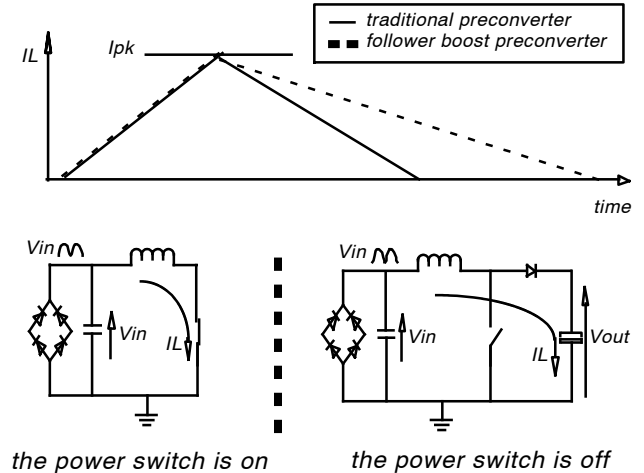 traditional preconverter
follower boost preconverter
IL
Ipk
time
Vin
Vin
IL
Vin
Vin
IL
Vout
the power switch is on
the power switch is off